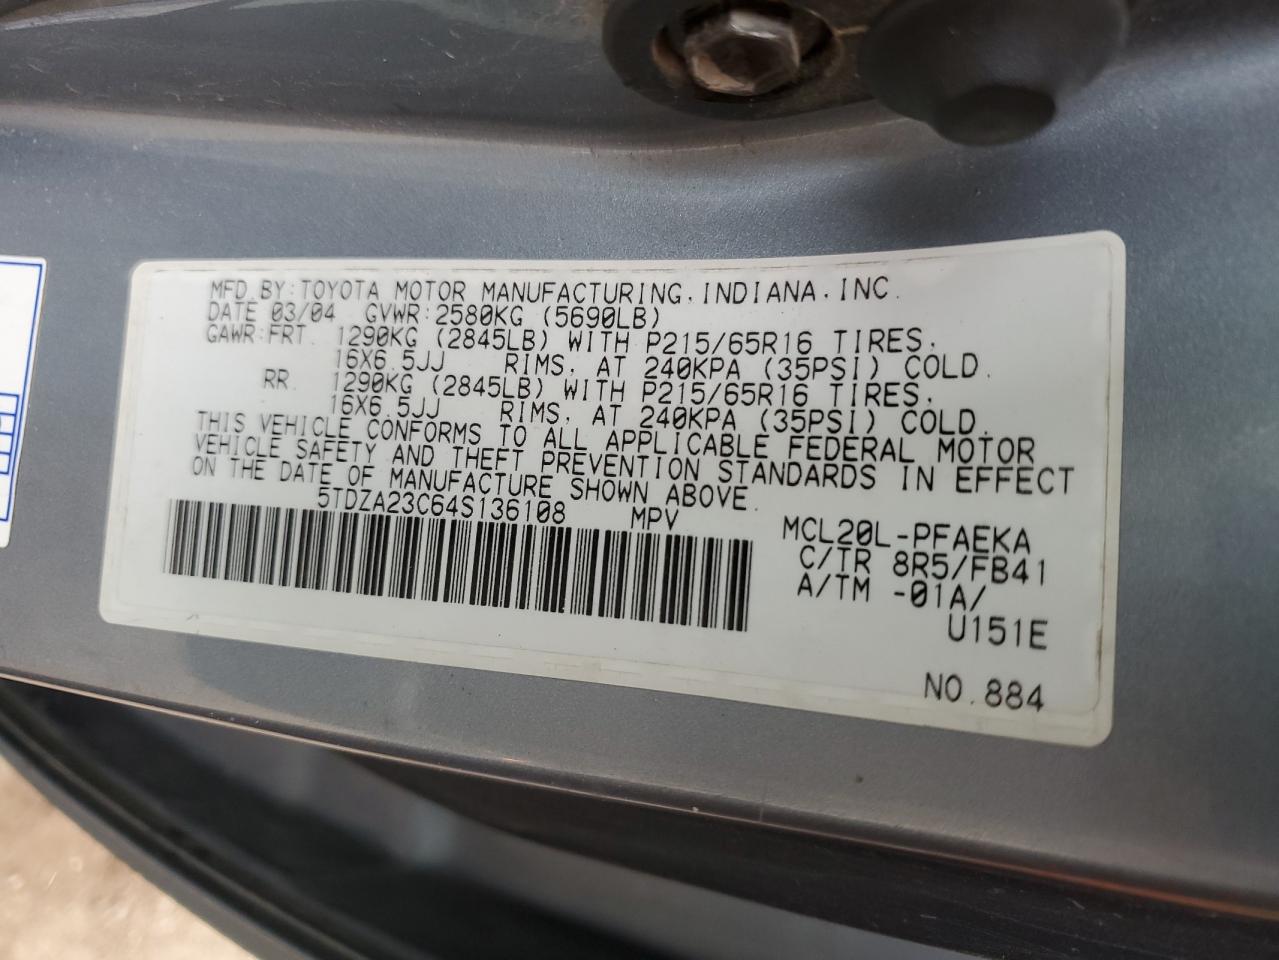 MFD.BY:TOYOTA MOTOR MANUFACTURING,INDIANA,INC.
DATE 03/04 GVWR:2580KG (5690LB)
GAWR:FRT. 1290KG (2845LB) WITH P215/65R16 TIRES,
16X6.5JJ RIMS, AT 240KPA (35PSI) COLD.
RR. 1290KG (2845LB) WITH P215/65R16 TIRES,
16X6.5JJ RIMS, AT 240KPA (35PSI) COLD.
THIS VEHICLE CONFORMS TO ALL APPLICABLE FEDERAL MOTOR
VEHICLE SAFETY AND THEFT PREVENTION STANDARDS IN EFFECT
ON THE DATE OF MANUFACTURE SHOWN ABOVE.
5TDZA23C64S136108 MPV
MCL20L-PFAEKA
C/TR 8R5/FB41
A/TM -01A/
U151E
NO.884